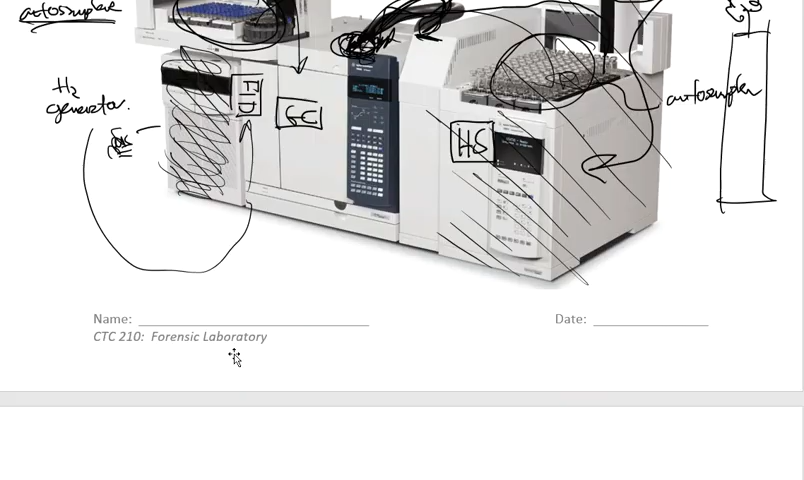 autosampler
H2
generator.
FID
GC
HS
autosampler
Name:
Date:
CTC 210: Forensic Laboratory